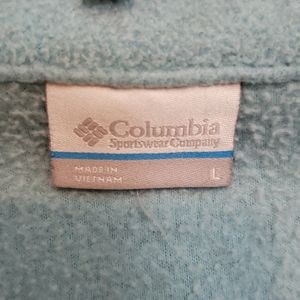 Columbia
Sportswear Company
MADE IN
VIETNAM
L